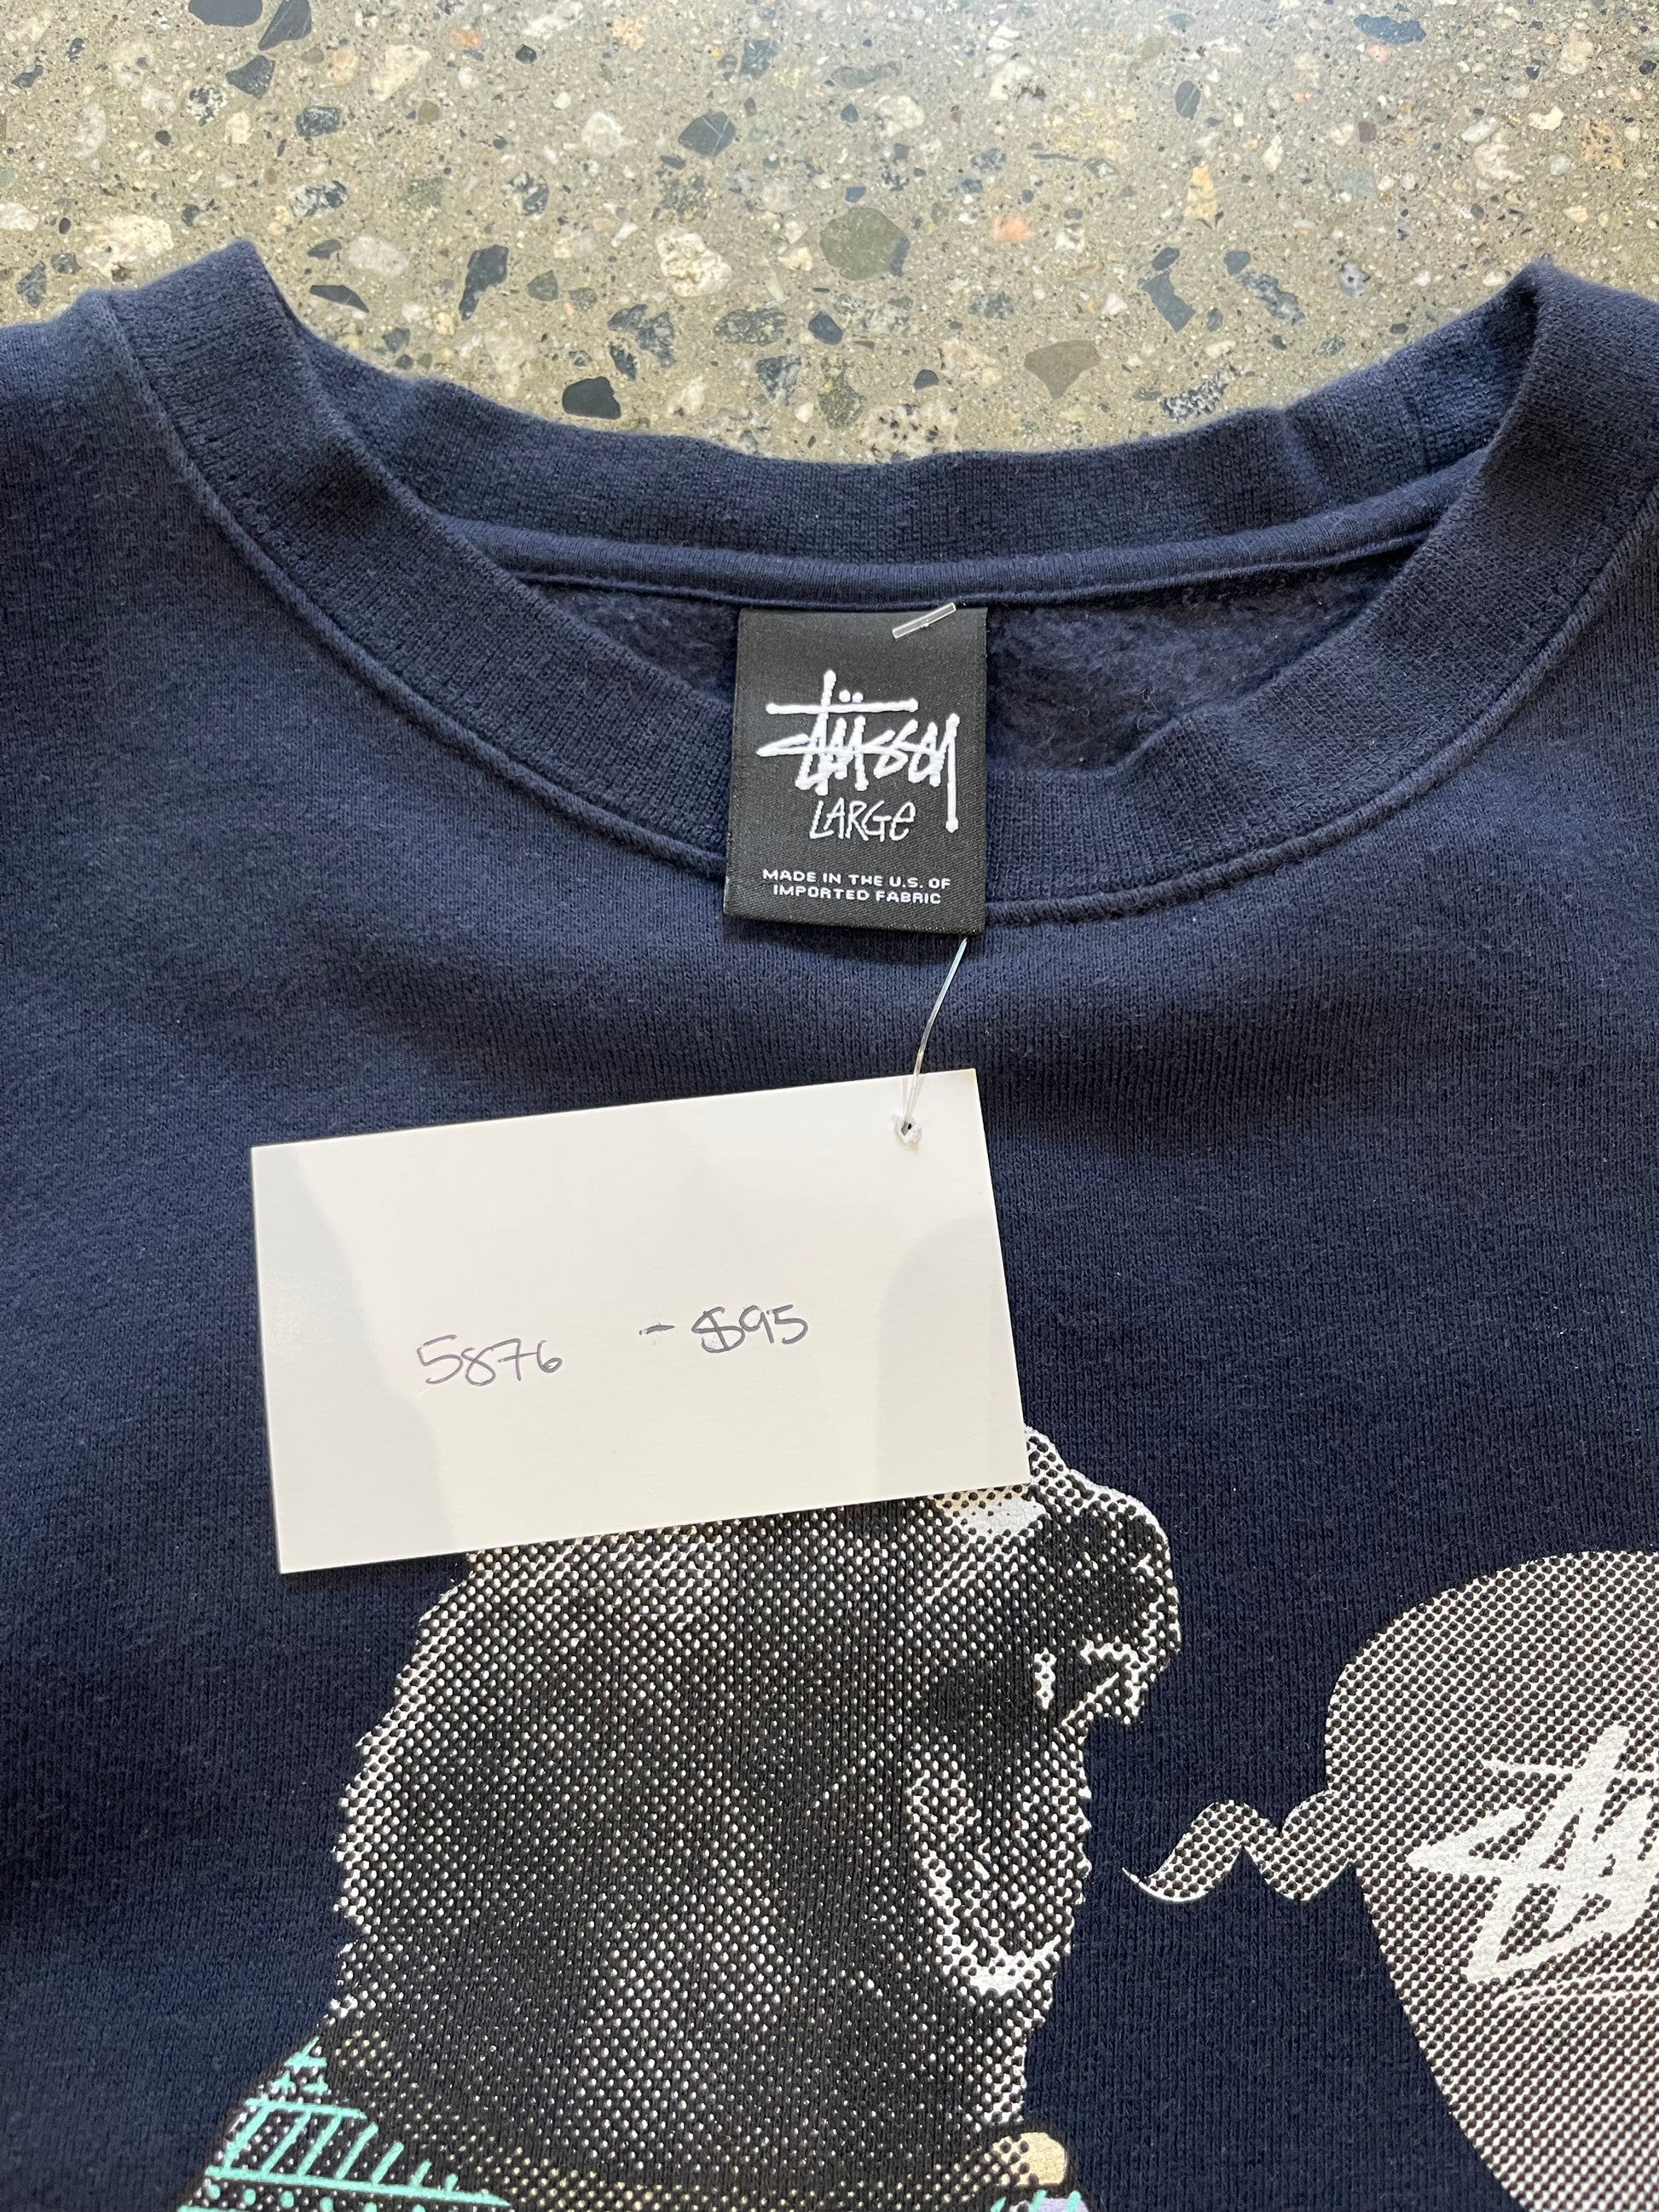 Stüssy
LARGE
MADE IN THE U.S. OF
IMPORTED FABRIC
5876 - $95